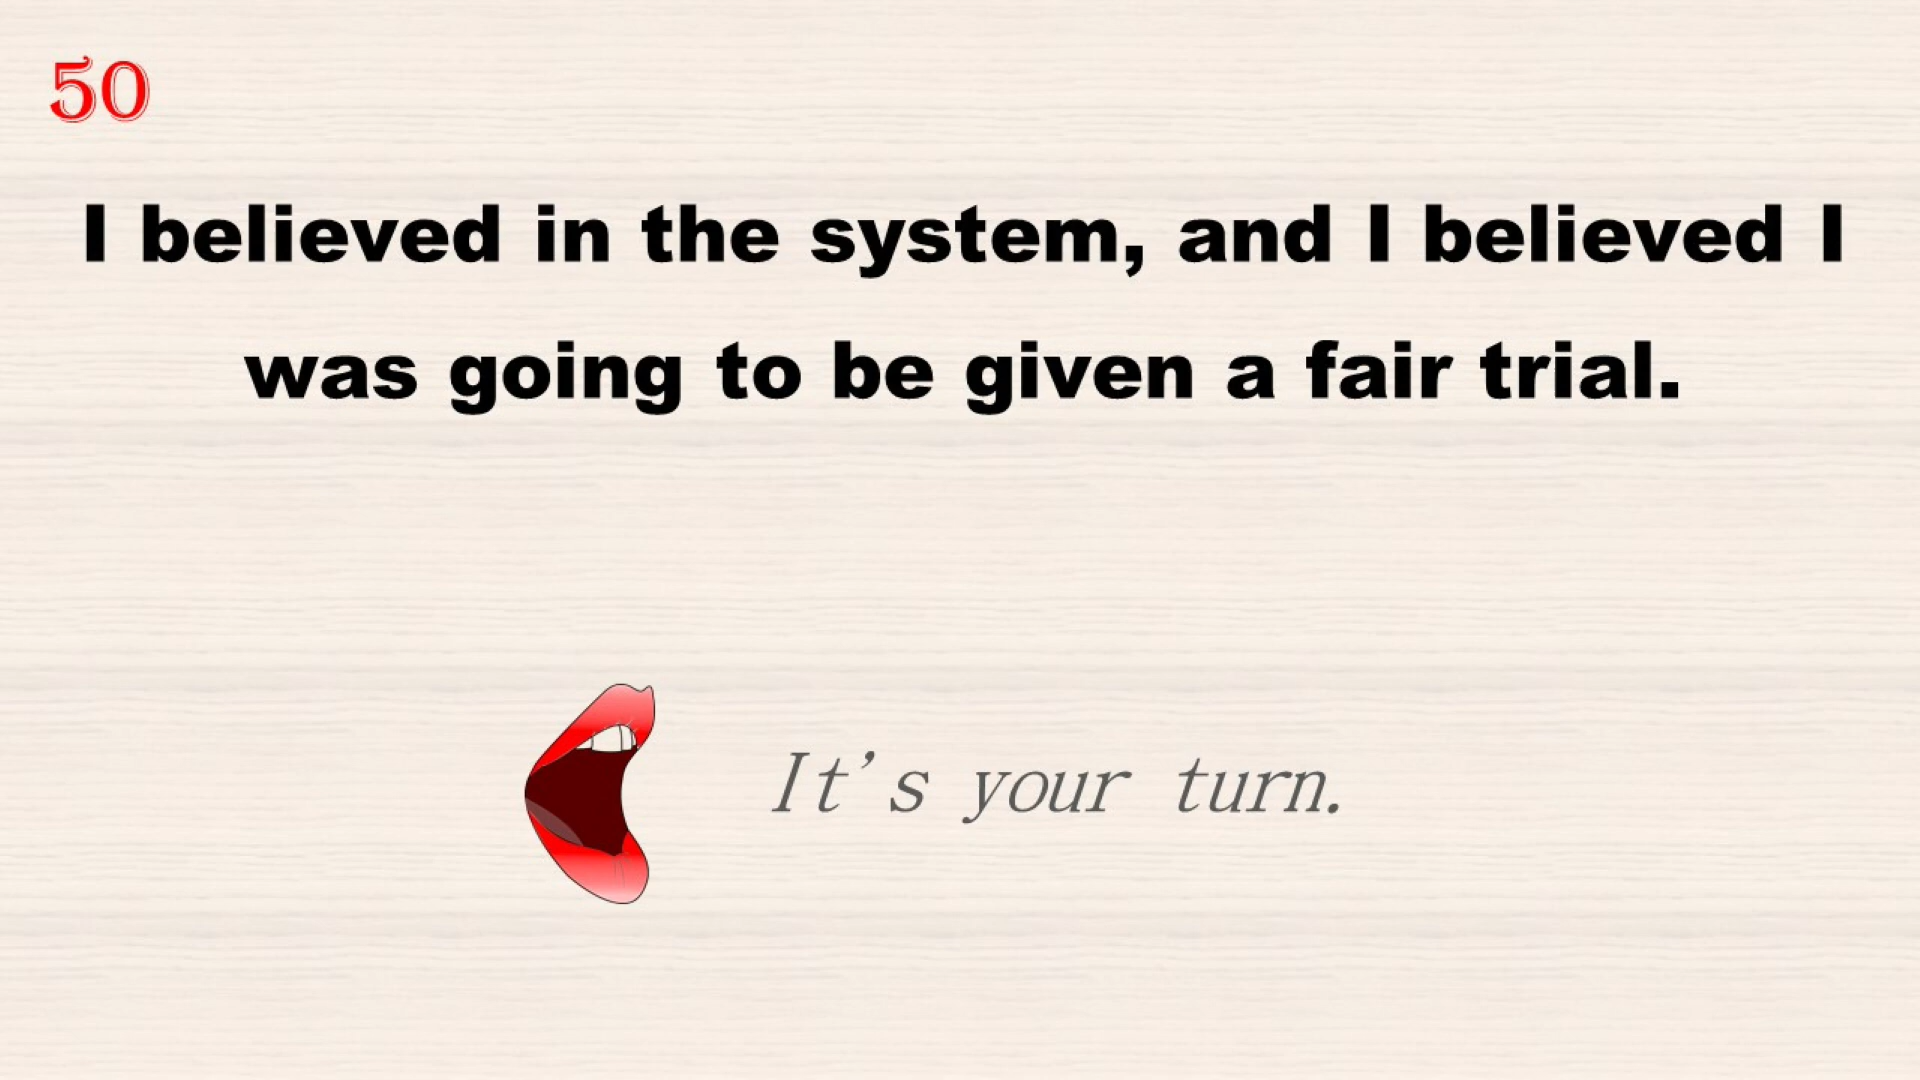 50
I believed in the system, and I believed I
was going to be given a fair trial.
It's your turn.